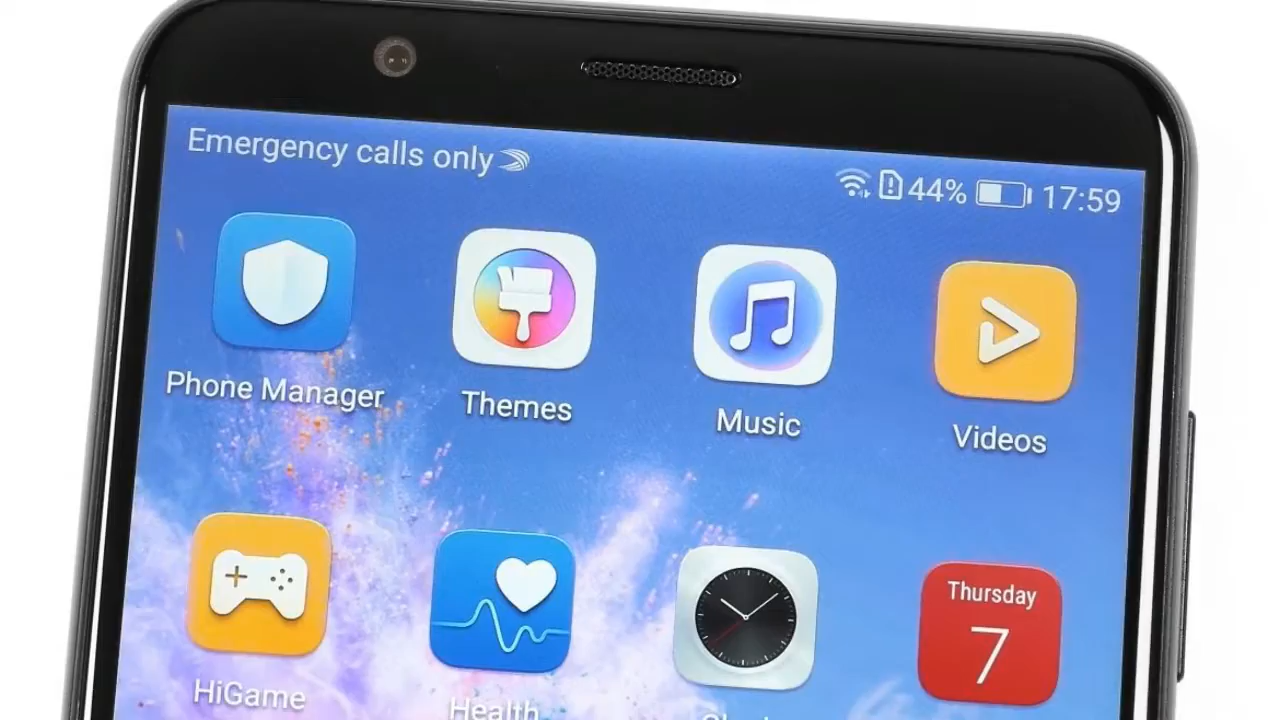 Emergency calls only
44% 17:59
Phone Manager
Themes
Music
Videos
Thursday
7
HiGame
Health